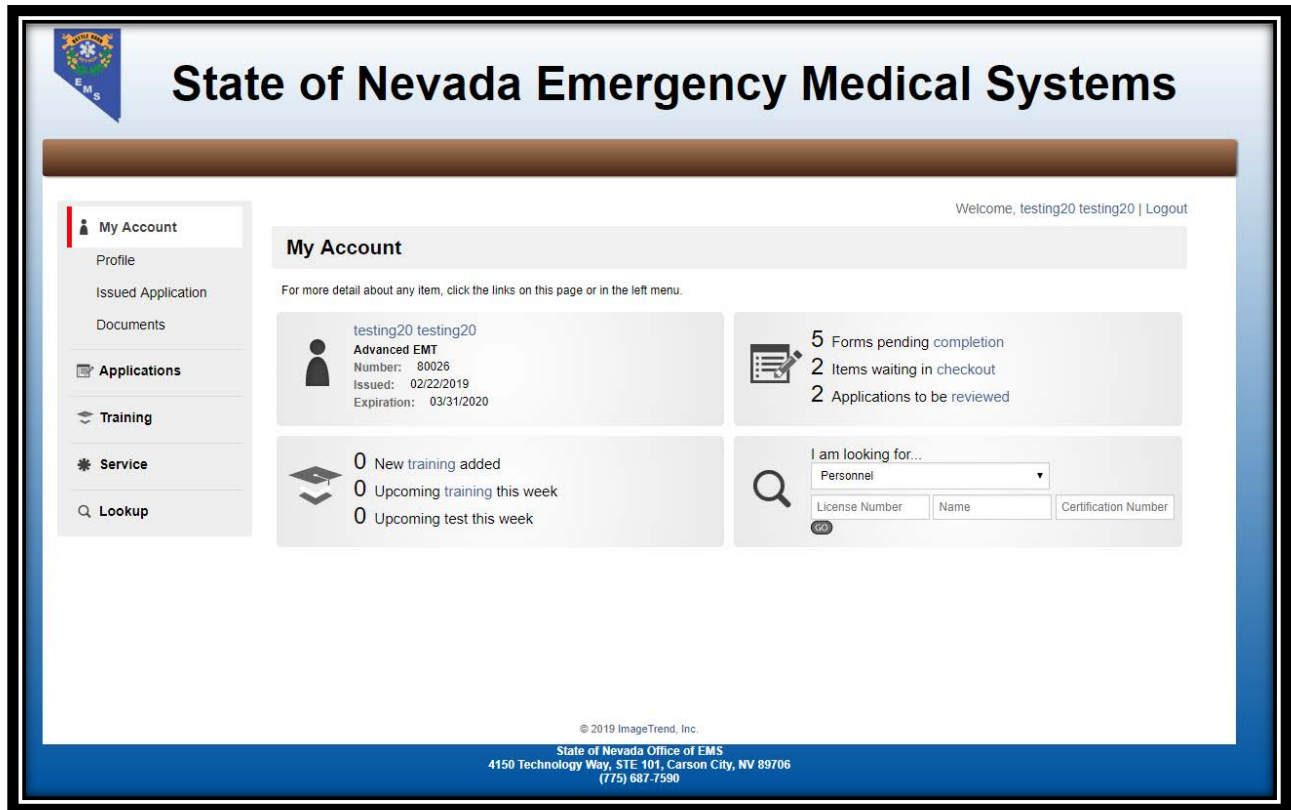 BATTLE BORN
EMS
State of Nevada Emergency Medical Systems
Welcome, testing20 testing20 | Logout
My Account
Profile
Issued Application
Documents
Applications
Training
Service
Lookup
My Account
For more detail about any item, click the links on this page or in the left menu.
testing20 testing20
Advanced EMT
Number: 80026
Issued: 02/22/2019
Expiration: 03/31/2020
5 Forms pending completion
2 Items waiting in checkout
2 Applications to be reviewed
0 New training added
0 Upcoming training this week
0 Upcoming test this week
I am looking for...
Personnel
License Number Name Certification Number
GO
© 2019 ImageTrend, Inc.
State of Nevada Office of EMS
4150 Technology Way, STE 101, Carson City, NV 89706
(775) 687-7590